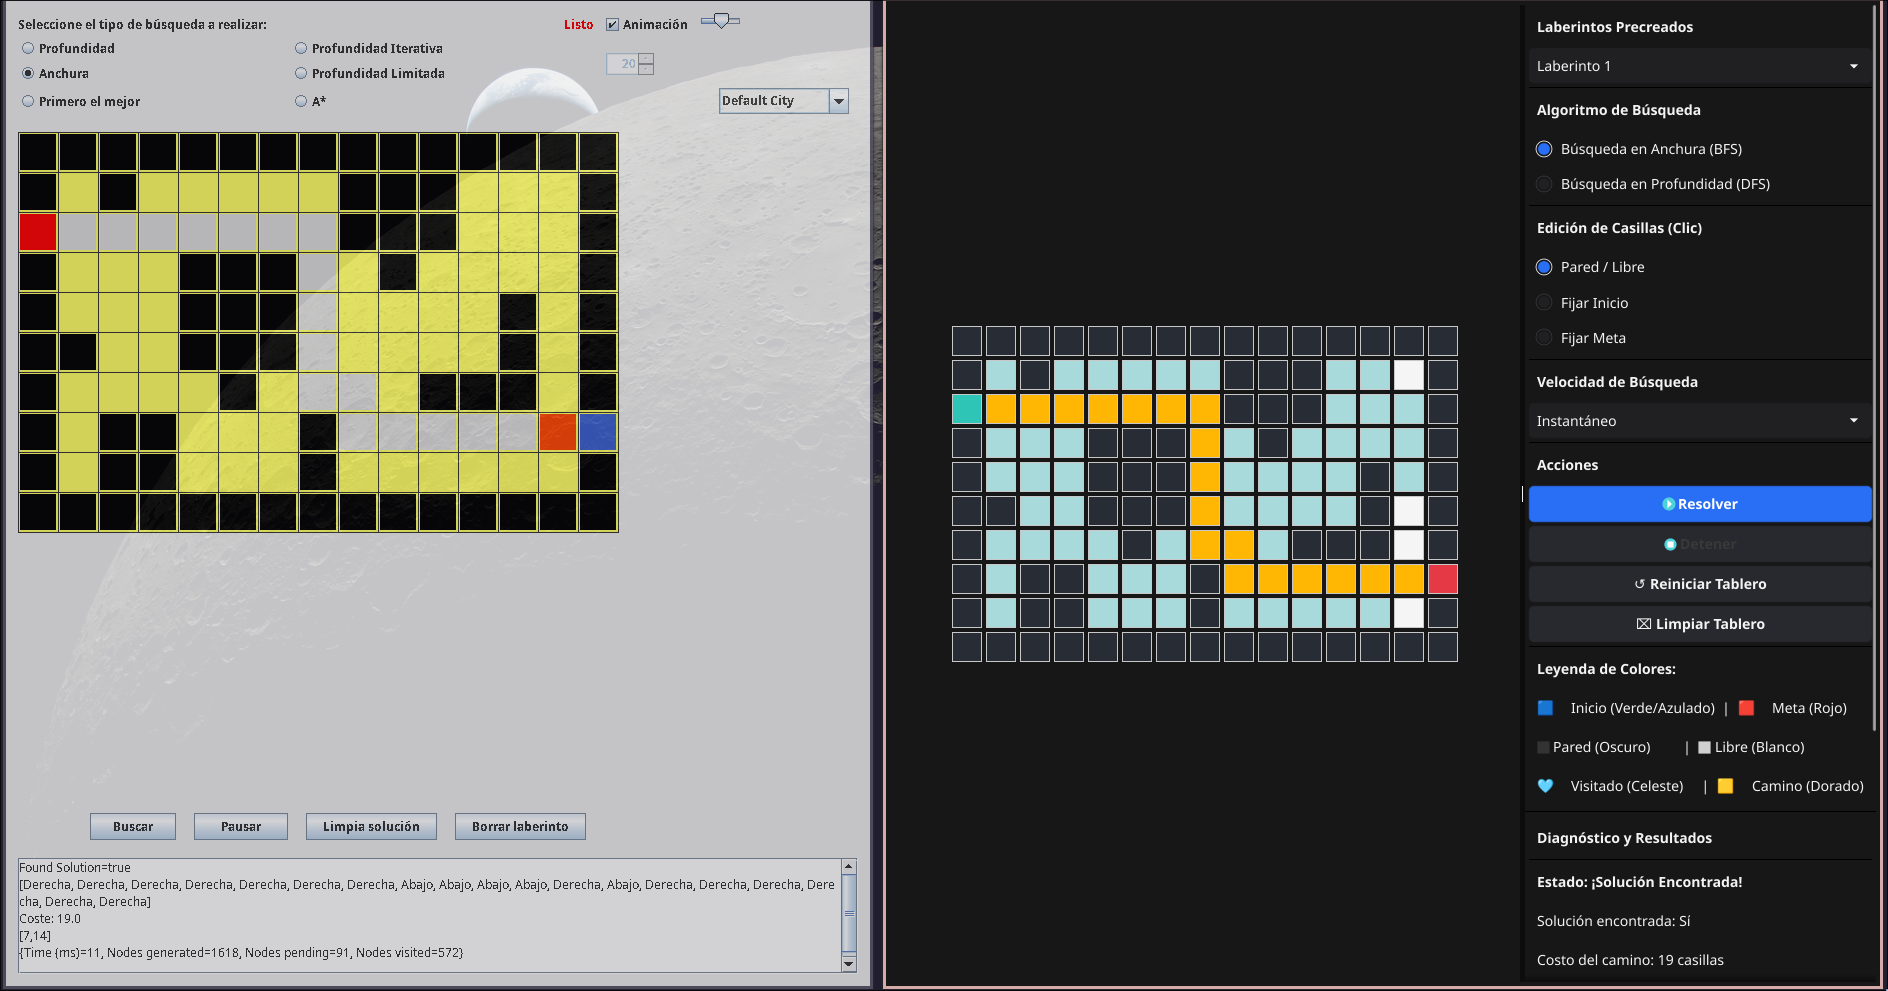 Seleccione el tipo de búsqueda a realizar:
Listo
Animación
Profundidad
Profundidad Iterativa
20
Anchura
Profundidad Limitada
Primero el mejor
A*
Default City
Buscar
Pausar
Limpia solución
Borrar laberinto
Found Solution=true
[Derecha, Derecha, Derecha, Derecha, Derecha, Derecha, Derecha, Abajo, Abajo, Abajo, Abajo, Derecha, Abajo, Derecha, Derecha, Derecha, Dere
cha, Derecha, Derecha]
Coste: 19.0
[7,14]
{Time (ms)=11, Nodes generated=1618, Nodes pending=91, Nodes visited=572}
Laberintos Precreados
Laberinto 1
Algoritmo de Búsqueda
Búsqueda en Anchura (BFS)
Búsqueda en Profundidad (DFS)
Edición de Casillas (Clic)
Pared / Libre
Fijar Inicio
Fijar Meta
Velocidad de Búsqueda
Instantáneo
Acciones
Resolver
Detener
↺ Reiniciar Tablero
⌧ Limpiar Tablero
Leyenda de Colores:
Inicio (Verde/Azulado) | Meta (Rojo)
Pared (Oscuro) | Libre (Blanco)
Visitado (Celeste) | Camino (Dorado)
Diagnóstico y Resultados
Estado: ¡Solución Encontrada!
Solución encontrada: Sí
Costo del camino: 19 casillas